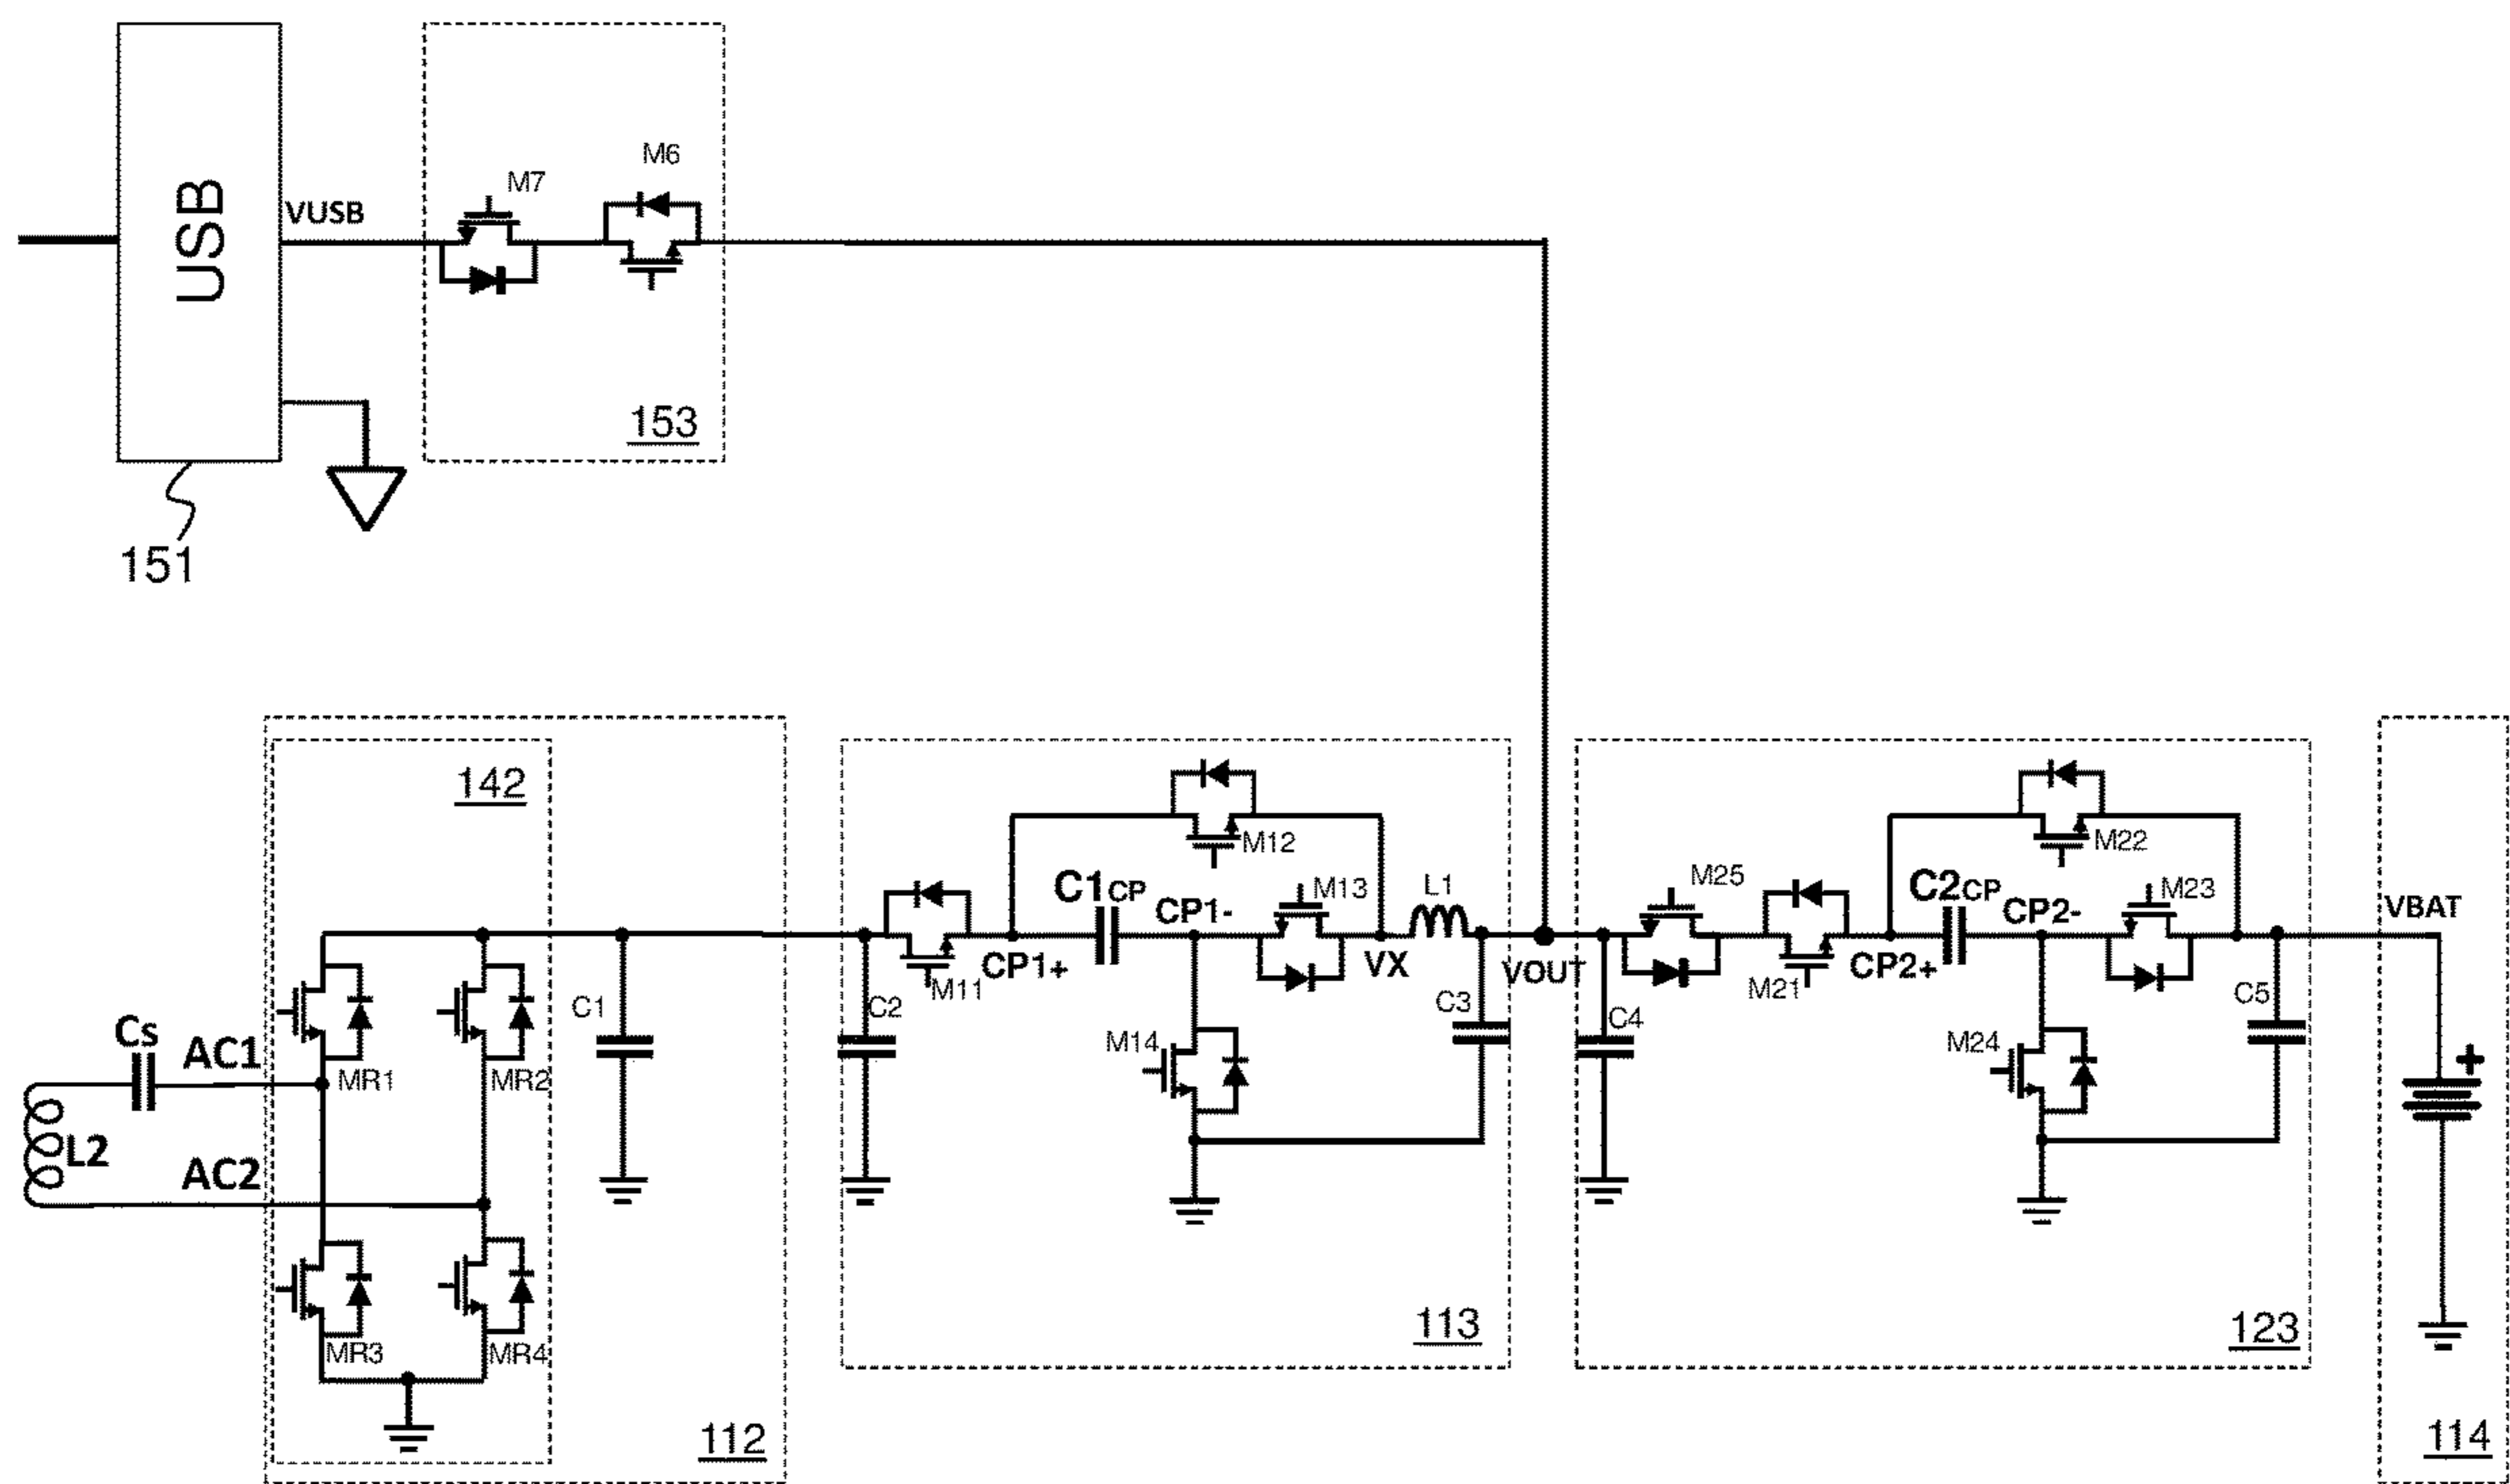 USB
VUSB
M7
M6
153
151
142
112
113
123
114
MR1
MR2
MR3
MR4
C1
Cs
AC1
L2
AC2
C2
M11
CP1+
C1CP
CP1-
M12
M13
M14
VX
L1
C3
VOUT
C4
M25
M21
CP2+
C2CP
CP2-
M22
M23
M24
C5
VBAT
+